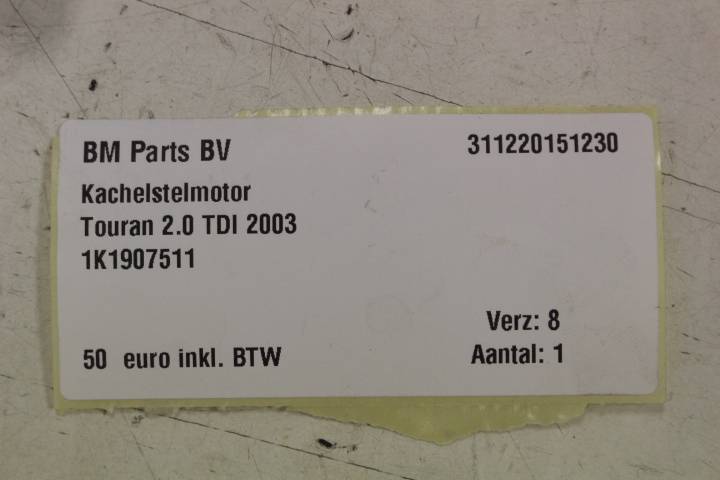 BM Parts BV 311220151230
Kachelstelmotor
Touran 2.0 TDI 2003
1K1907511
Verz: 8
50 euro inkl. BTW Aantal: 1